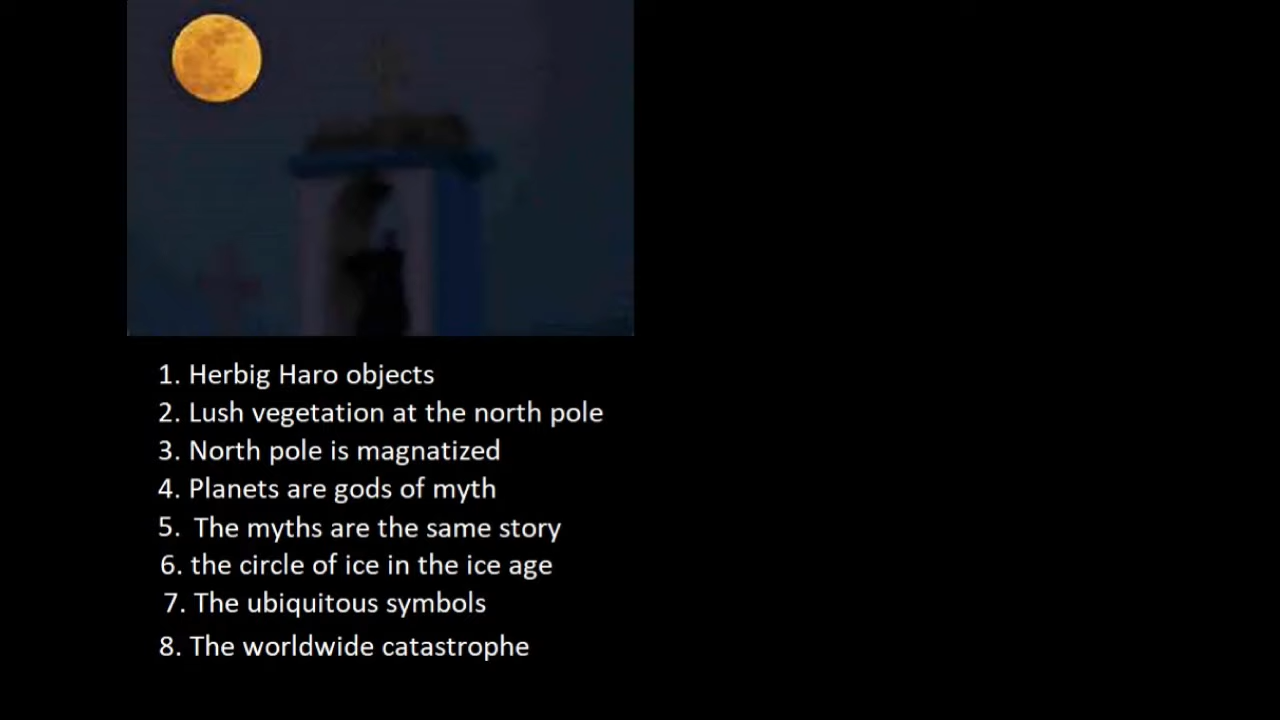 1. Herbig Haro objects
2. Lush vegetation at the north pole
3. North pole is magnatized
4. Planets are gods of myth
5. The myths are the same story
6. the circle of ice in the ice age
7. The ubiquitous symbols
8. The worldwide catastrophe